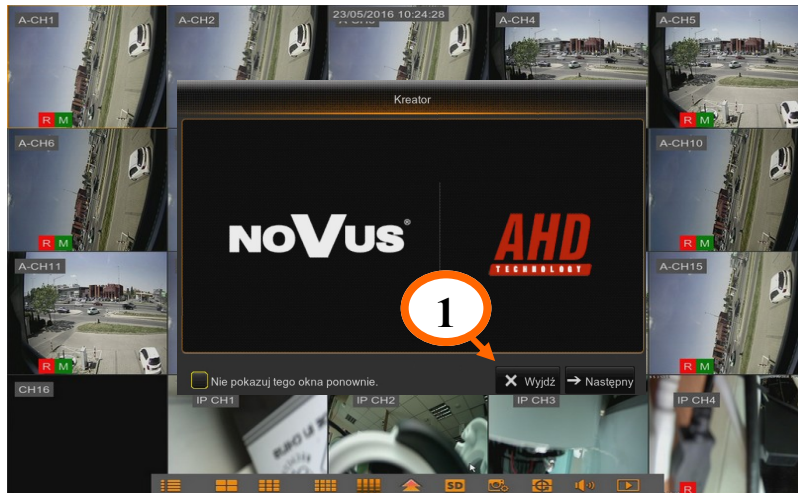 23/05/2016 10:24:28
A-CH1
A-CH2
A-CH4
A-CH5
Kreator
R M
R M
A-CH6
A-CH10
NOVUS®
AHD
TECHNOLOGY
R M
R M
A-CH11
A-CH15
1
R M
R M
Nie pokazuj tego okna ponownie.
Wyjdź
Następny
CH16
IP CH1
IP CH2
IP CH3
IP CH4
SD
R